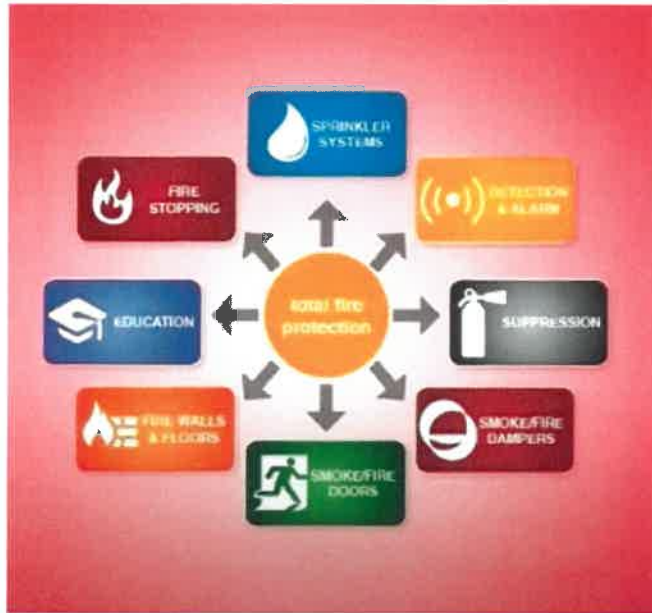 SPRINKLER
SYSTEMS
DETECTION
& ALARM
SUPPRESSION
SMOKE/FIRE
DAMPERS
SMOKE/FIRE
DOORS
FIRE WALLS
& FLOORS
EDUCATION
FIRE
STOPPING
total fire
protection